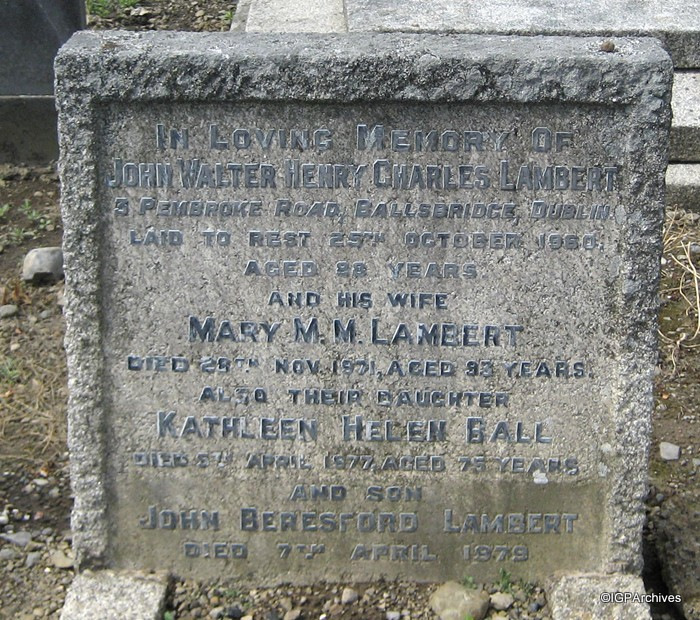 In Loving Memory Of
John Walter Henry Charles Lambert
5 Pembroke Road, Ballsbridge, Dublin.
Laid to rest 25th October 1960.
Aged 88 years
and his wife
Mary M. M. Lambert
died 28th Nov. 1971, aged 93 years.
also their daughter
Kathleen Helen Ball
died 5th April 1977, aged 75 years
and son
John Beresford Lambert
died 7th April 1979
©IGPArchives